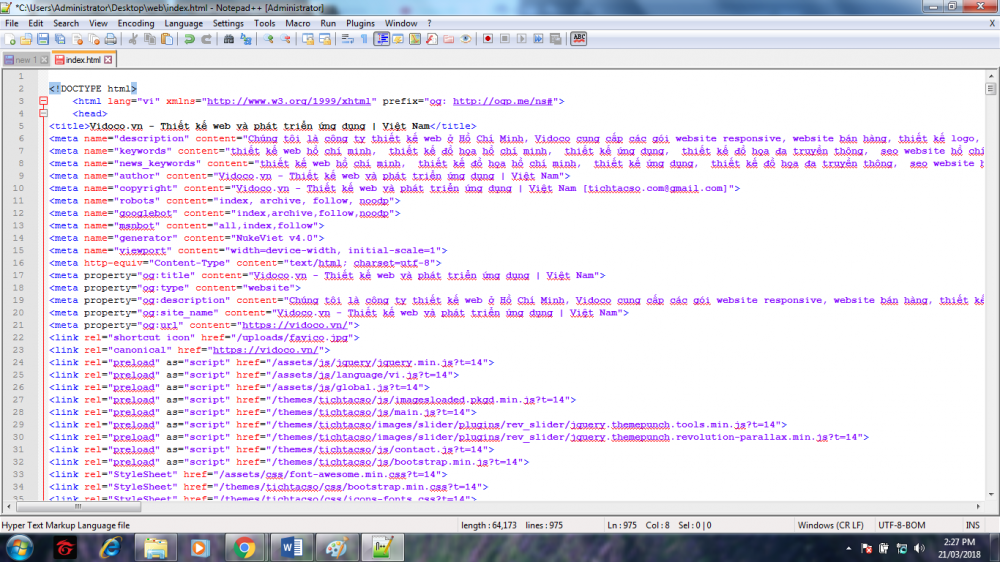 *C:\Users\Administrator\Desktop\web\index.html - Notepad++ [Administrator]
File Edit Search View Encoding Language Settings Tools Macro Run Plugins Window ? X
new 1 index.html
1
2 <!DOCTYPE html>
3 <html lang="vi" xmlns="http://www.w3.org/1999/xhtml" prefix="og: http://ogp.me/ns#">
4 <head>
5 <title>Vidoco.vn - Thiết kế web và phát triển ứng dụng | Việt Nam</title>
6 <meta name="description" content="Chúng tôi là công ty thiết kế web ở Hồ Chí Minh, Vidoco cung cấp các gói website responsive, website bán hàng, thiết kế logo,
7 <meta name="keywords" content="thiết kế web hồ chí minh, thiết kế đồ họa hồ chí minh, thiết kế ứng dụng, thiết kế đồ họa đa truyền thông, seo website hồ chí
8 <meta name="news_keywords" content="thiết kế web hồ chí minh, thiết kế đồ họa hồ chí minh, thiết kế ứng dụng, thiết kế đồ họa đa truyền thông, seo website
9 <meta name="author" content="Vidoco.vn - Thiết kế web và phát triển ứng dụng | Việt Nam">
10 <meta name="copyright" content="Vidoco.vn - Thiết kế web và phát triển ứng dụng | Việt Nam [tichtacso.com@gmail.com]">
11 <meta name="robots" content="index, archive, follow, noodp">
12 <meta name="googlebot" content="index,archive,follow,noodp">
13 <meta name="msnbot" content="all,index,follow">
14 <meta name="generator" content="NukeViet v4.0">
15 <meta name="viewport" content="width=device-width, initial-scale=1">
16 <meta http-equiv="Content-Type" content="text/html; charset=utf-8">
17 <meta property="og:title" content="Vidoco.vn - Thiết kế web và phát triển ứng dụng | Việt Nam">
18 <meta property="og:type" content="website">
19 <meta property="og:description" content="Chúng tôi là công ty thiết kế web ở Hồ Chí Minh, Vidoco cung cấp các gói website responsive, website bán hàng, thiết kế
20 <meta property="og:site_name" content="Vidoco.vn - Thiết kế web và phát triển ứng dụng | Việt Nam">
21 <meta property="og:url" content="https://vidoco.vn/">
22 <link rel="shortcut icon" href="/uploads/favico.jpg">
23 <link rel="canonical" href="https://vidoco.vn/">
24 <link rel="preload" as="script" href="/assets/js/jquery/jquery.min.js?t=14">
25 <link rel="preload" as="script" href="/assets/js/language/vi.js?t=14">
26 <link rel="preload" as="script" href="/assets/js/global.js?t=14">
27 <link rel="preload" as="script" href="/themes/tichtacso/js/imagesloaded.pkgd.min.js?t=14">
28 <link rel="preload" as="script" href="/themes/tichtacso/js/main.js?t=14">
29 <link rel="preload" as="script" href="/themes/tichtacso/images/slider/plugins/rev_slider/jquery.themepunch.tools.min.js?t=14">
30 <link rel="preload" as="script" href="/themes/tichtacso/images/slider/plugins/rev_slider/jquery.themepunch.revolution-parallax.min.js?t=14">
31 <link rel="preload" as="script" href="/themes/tichtacso/js/contact.js?t=14">
32 <link rel="preload" as="script" href="/themes/tichtacso/js/bootstrap.min.js?t=14">
33 <link rel="StyleSheet" href="/assets/css/font-awesome.min.css?t=14">
34 <link rel="StyleSheet" href="/themes/tichtacso/css/bootstrap.min.css?t=14">
35 <link rel="StyleSheet" href="/themes/tichtacso/css/icons-fonts.css?t=14">
Hyper Text Markup Language file length : 64,173 lines : 975 Ln : 975 Col : 8 Sel : 0 | 0 Windows (CR LF) UTF-8-BOM INS
2:27 PM
21/03/2018